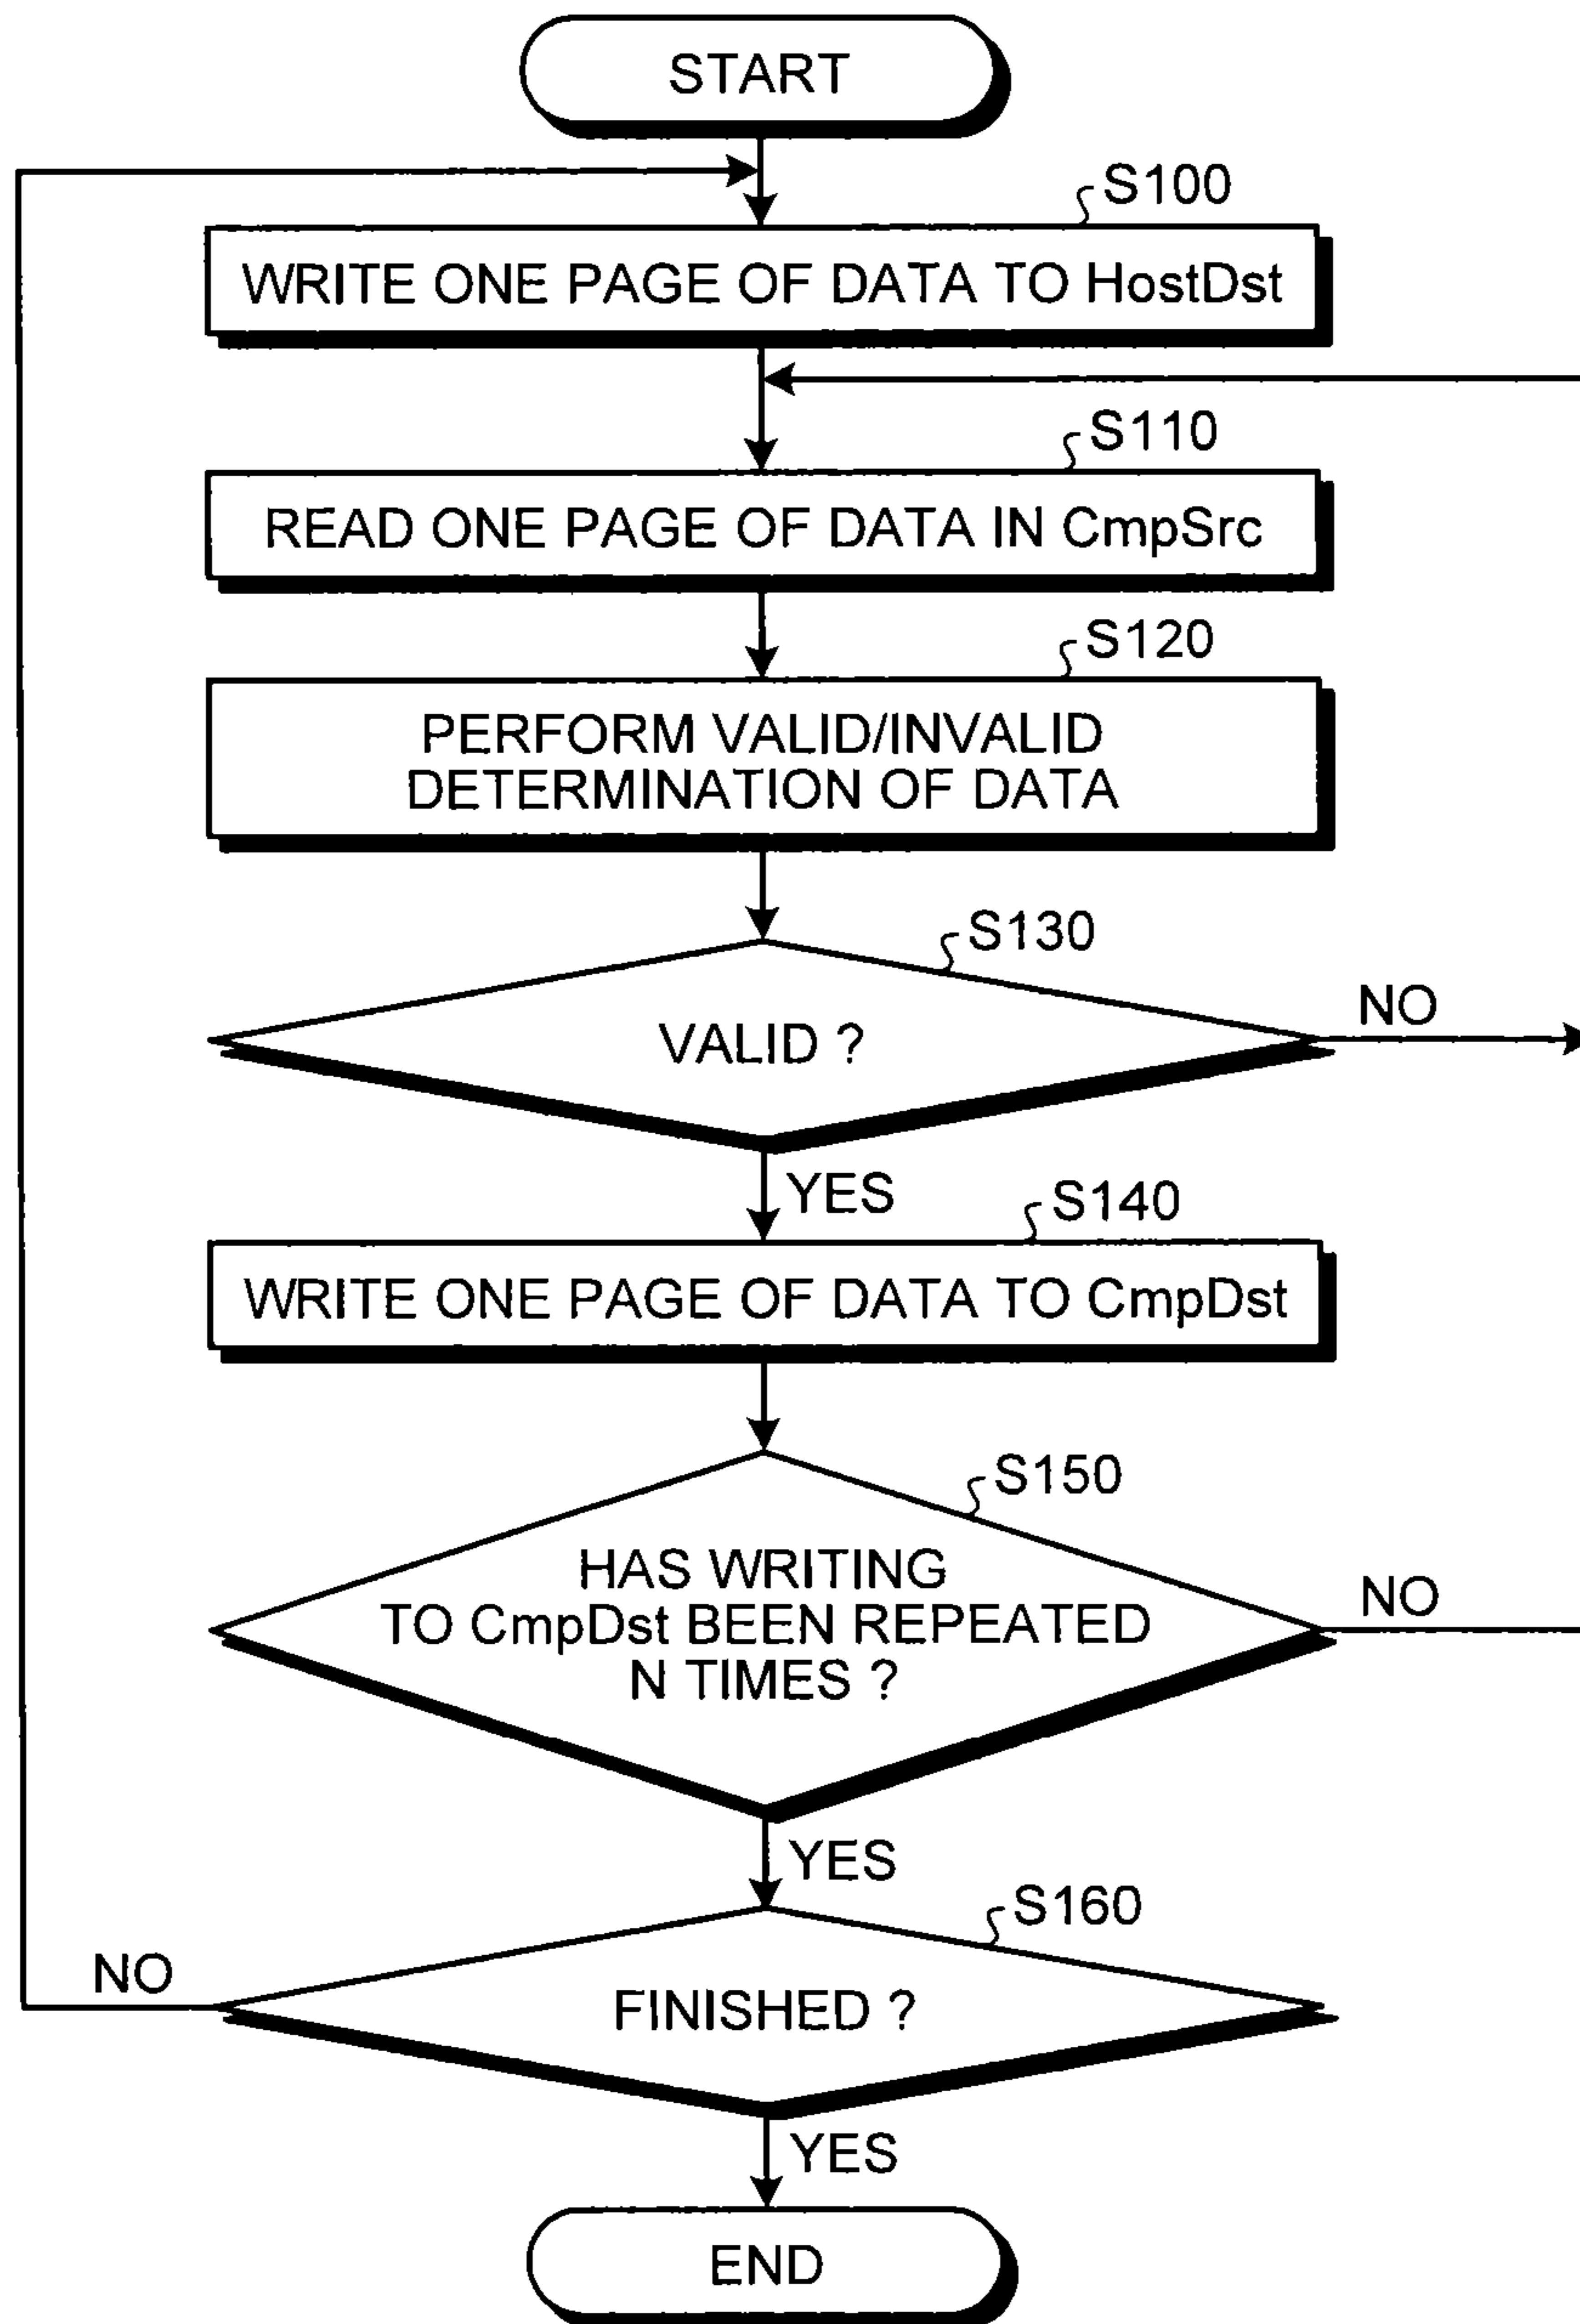 START
S100
WRITE ONE PAGE OF DATA TO HostDst
S110
READ ONE PAGE OF DATA IN CmpSrc
S120
PERFORM VALID/INVALID
DETERMINATION OF DATA
S130
VALID ?
NO
YES
S140
WRITE ONE PAGE OF DATA TO CmpDst
S150
HAS WRITING
TO CmpDst BEEN REPEATED
N TIMES ?
NO
YES
S160
NO
FINISHED ?
YES
END